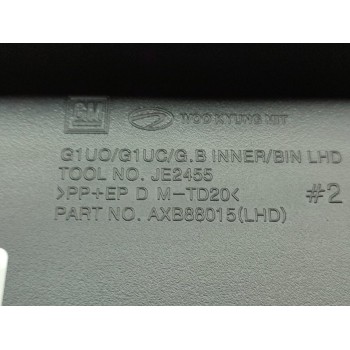 GM WOO KYUNG MIT
G1UO/G1UC/G.B INNER/BIN LHD
TOOL NO. JE2455
>PP+EP D M-TD20< #2
PART NO. AXB88015(LHD)